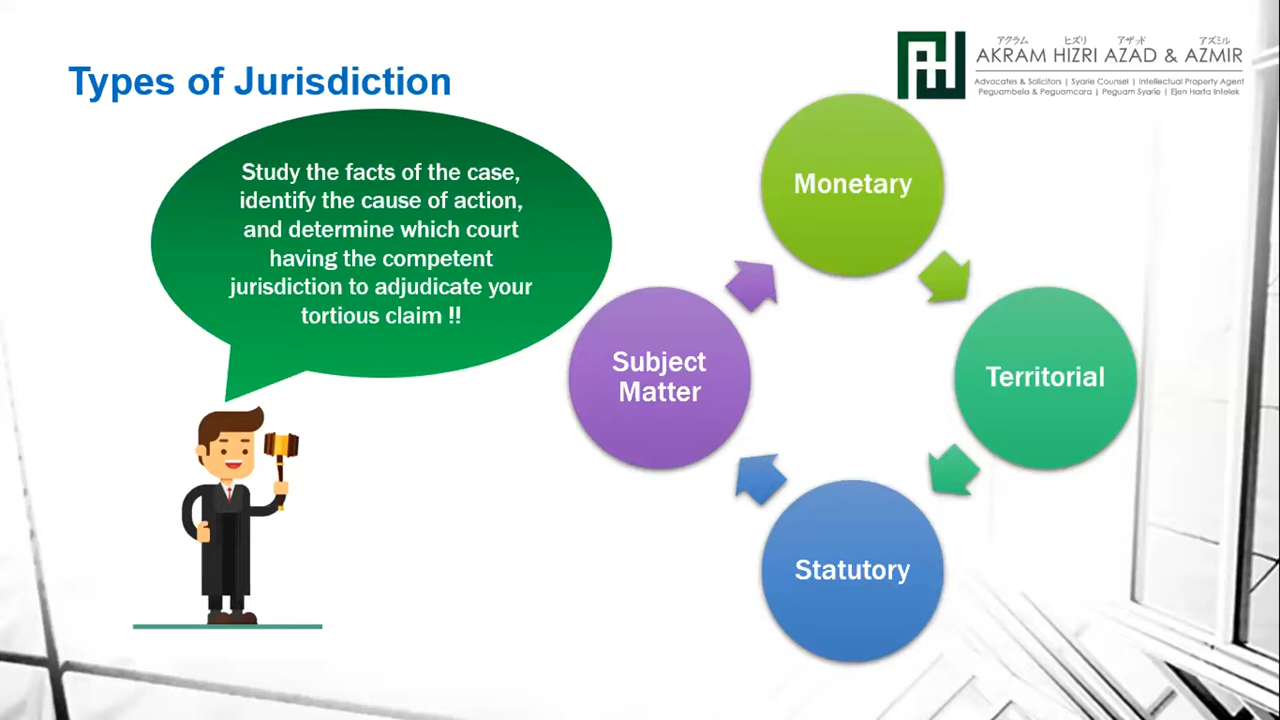 アクラム ヒズリ アザッド アズミル
AKRAM HIZRI AZAD & AZMIR
Advocates & Solicitors | Syarie Counsel | Intellectual Property Agent
Peguambela & Peguamcara | Peguam Syarie | Ejen Harta Intelek
Types of Jurisdiction
Study the facts of the case,
identify the cause of action,
and determine which court
having the competent
jurisdiction to adjudicate your
tortious claim !!
Monetary
Territorial
Statutory
Subject
Matter